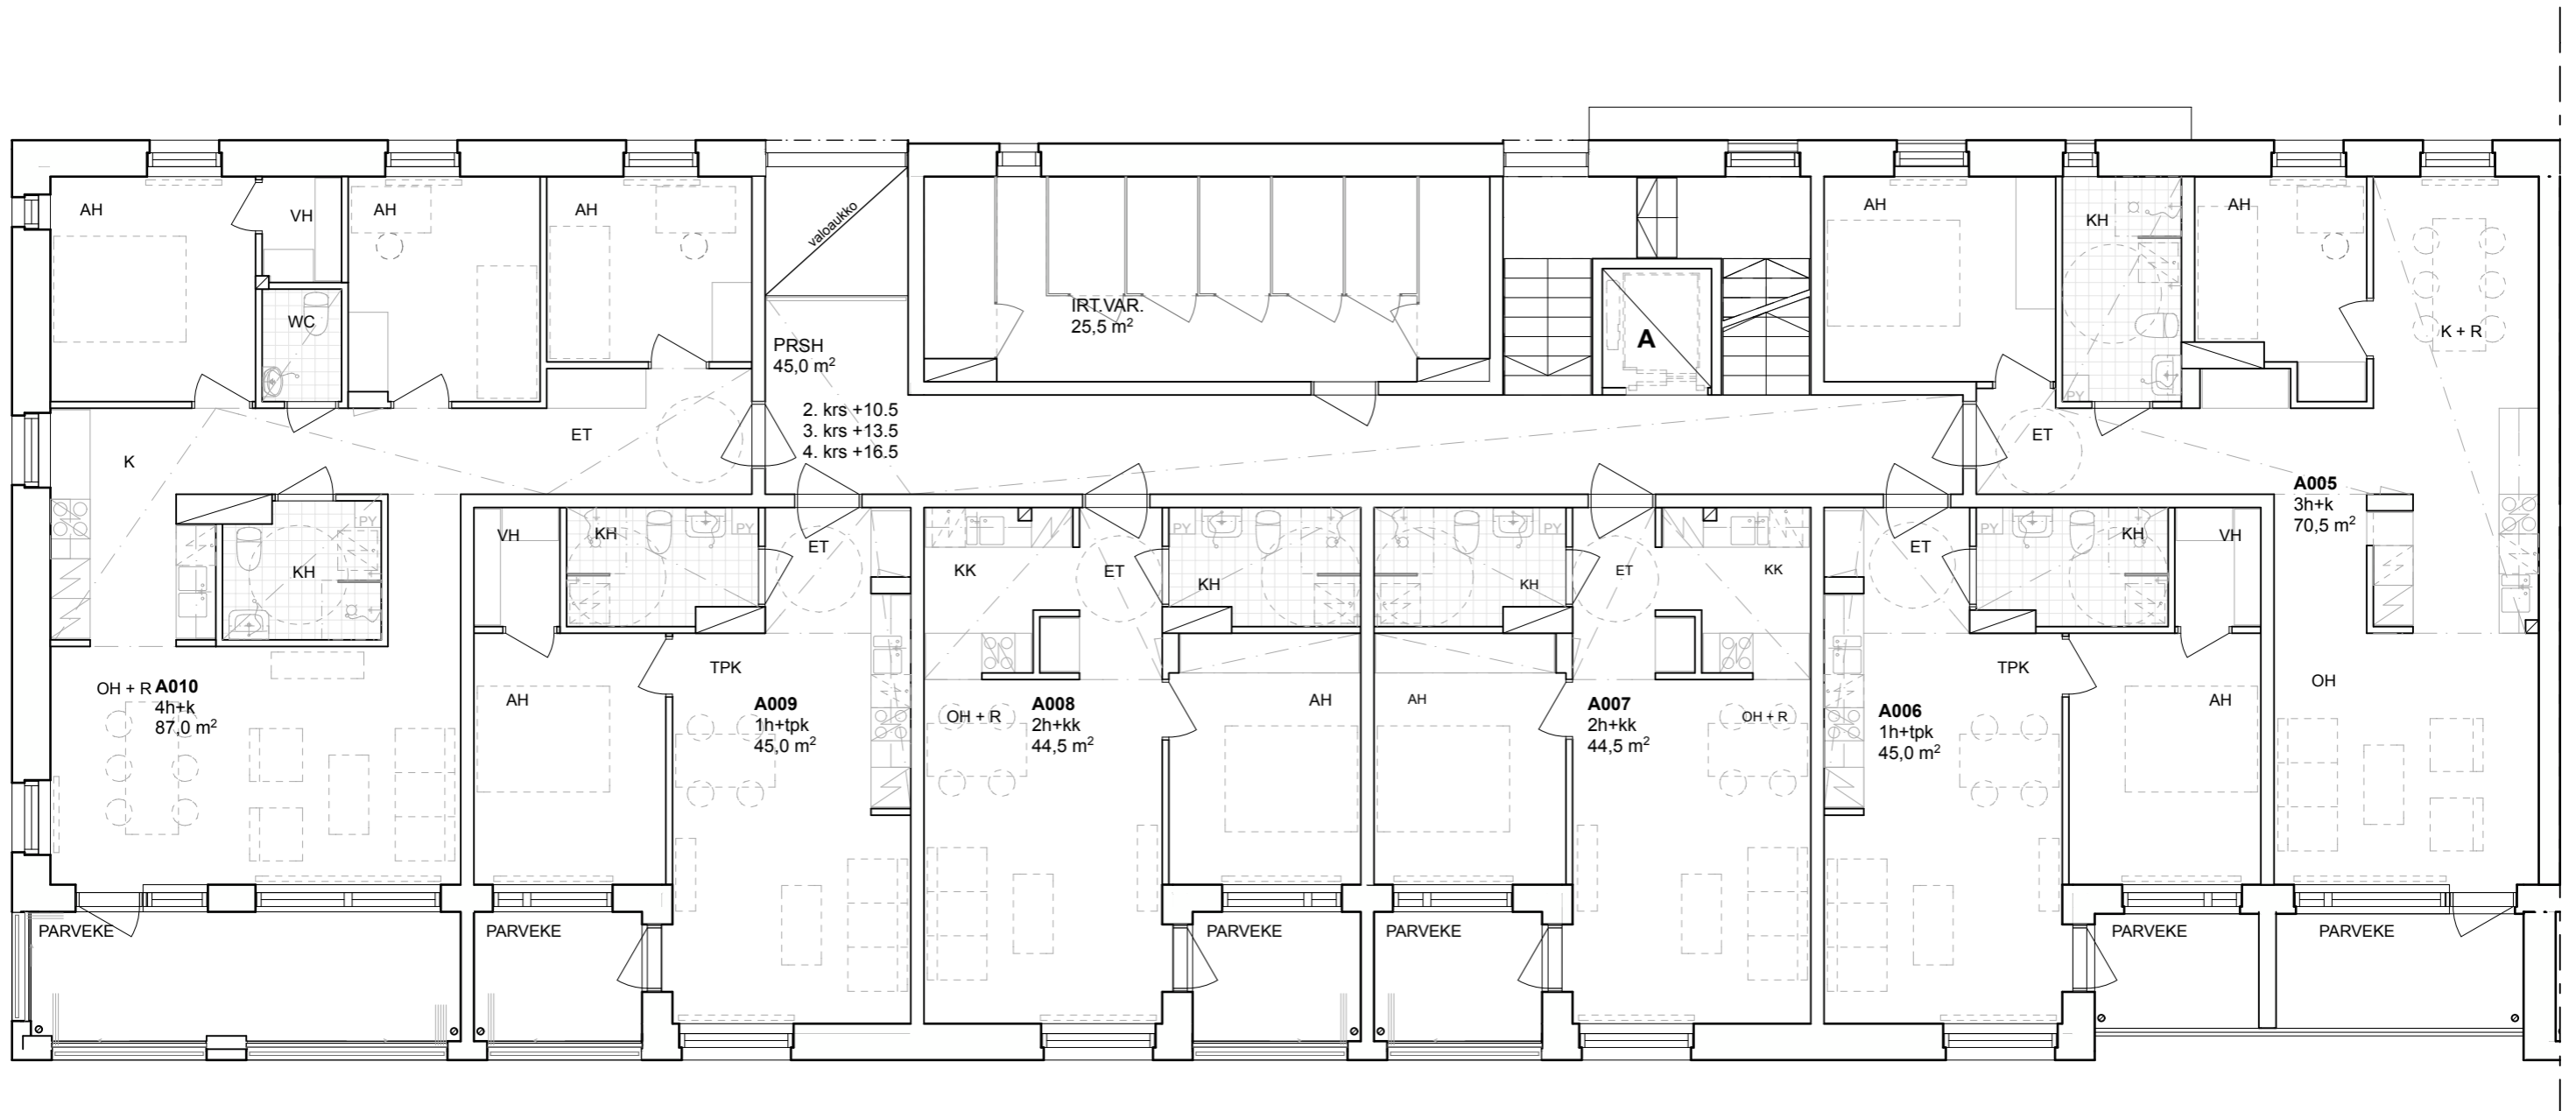 AH
VH
AH
AH
valoaukko
AH
KH
AH
WC
IRT.VAR.
25,5 m²
A
K + R
PRSH
45,0 m²
2. krs +10.5
3. krs +13.5
4. krs +16.5
K
ET
ET
PY
A005
3h+k
70,5 m²
PY
KH
VH
KH
PY
ET
KK
ET
PY
KH
KH
PY
ET
KK
ET
PY
KH
VH
OH + R
A010
4h+k
87,0 m²
AH
TPK
A009
1h+tpk
45,0 m²
OH + R
A008
2h+kk
44,5 m²
AH
AH
A007
2h+kk
44,5 m²
OH + R
TPK
A006
1h+tpk
45,0 m²
AH
OH
PARVEKE
PARVEKE
PARVEKE
PARVEKE
PARVEKE
PARVEKE